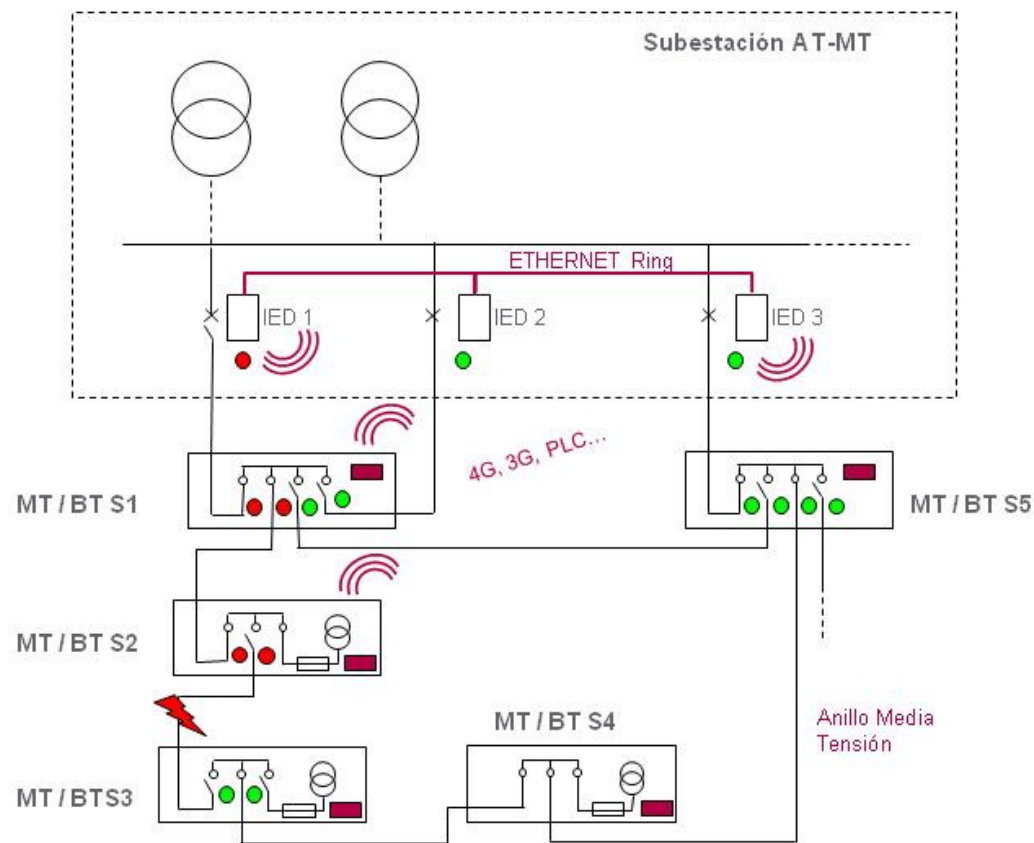 Subestación AT-MT
ETHERNET Ring
IED 1
IED 2
IED 3
4G, 3G, PLC...
MT / BT S1
MT / BT S5
MT / BT S2
MT / BT S4
Anillo Media
Tensión
MT / BTS3